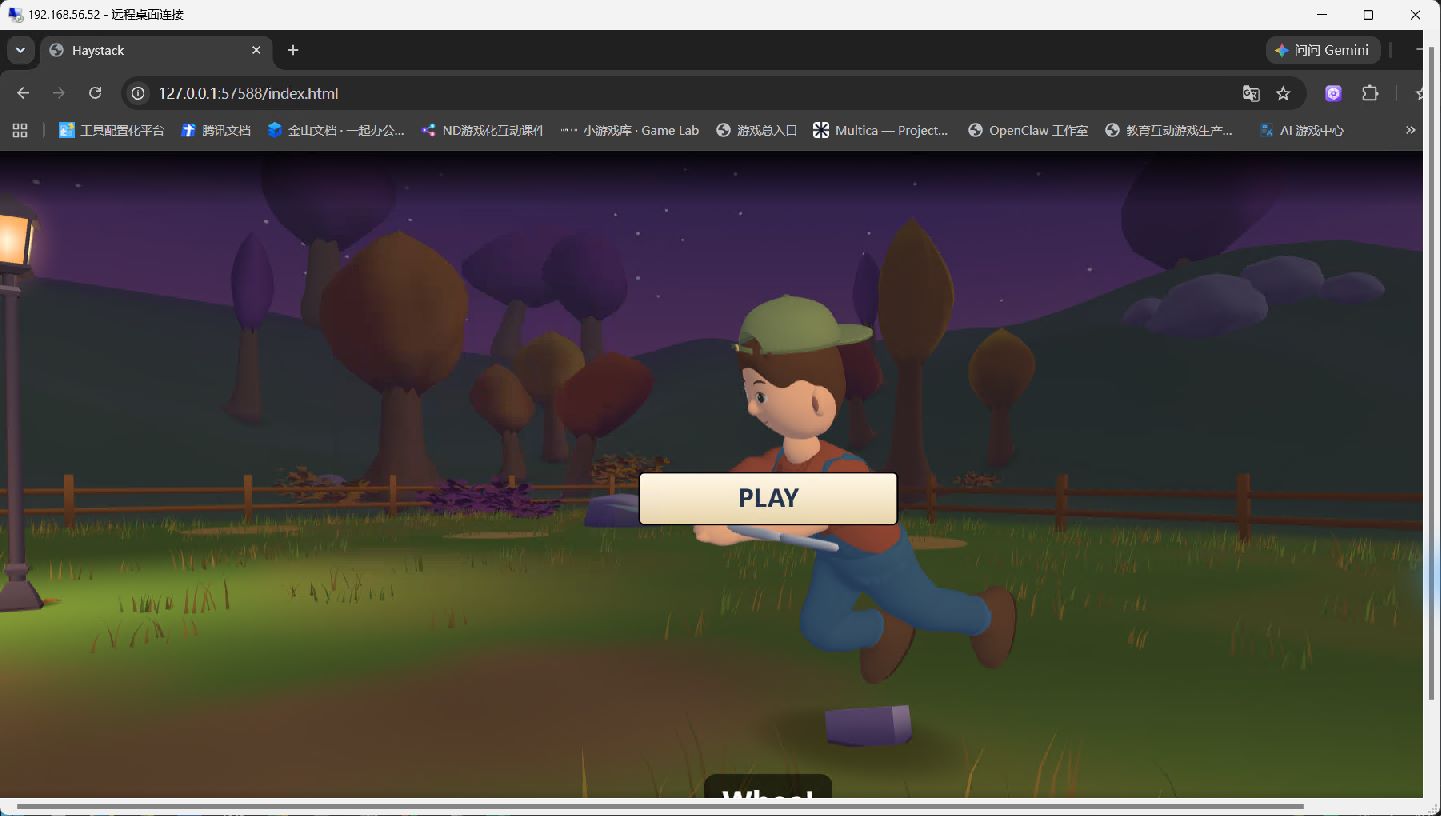 192.168.56.52 - 远程桌面连接
Haystack
问问 Gemini
127.0.0.1:57588/index.html
工具配置化平台
腾讯文档
金山文档 · 一起办公...
ND游戏化互动课件
小游戏库 · Game Lab
游戏总入口
Multica — Project...
OpenClaw 工作室
教育互动游戏生产...
AI 游戏中心
PLAY